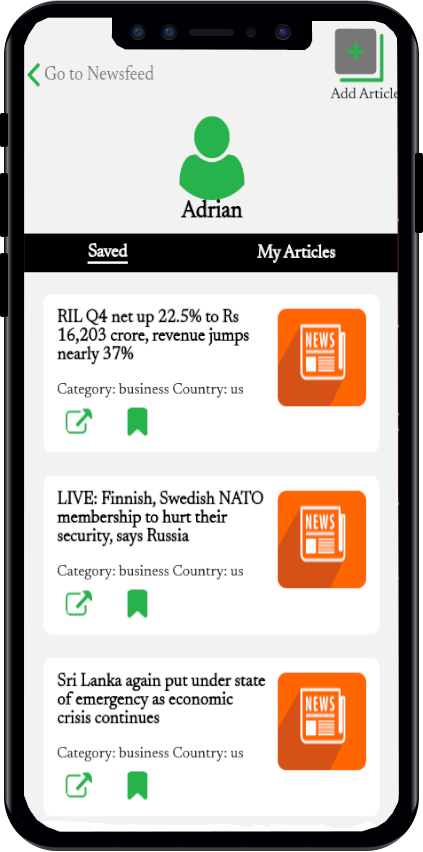 Go to Newsfeed
Add Article
Adrian
Saved
My Articles
RIL Q4 net up 22.5% to Rs
16,203 crore, revenue jumps
nearly 37%
NEWS
Category: business Country: us
LIVE: Finnish, Swedish NATO
membership to hurt their
security, says Russia
NEWS
Category: business Country: us
Sri Lanka again put under state
of emergency as economic
crisis continues
NEWS
Category: business Country: us